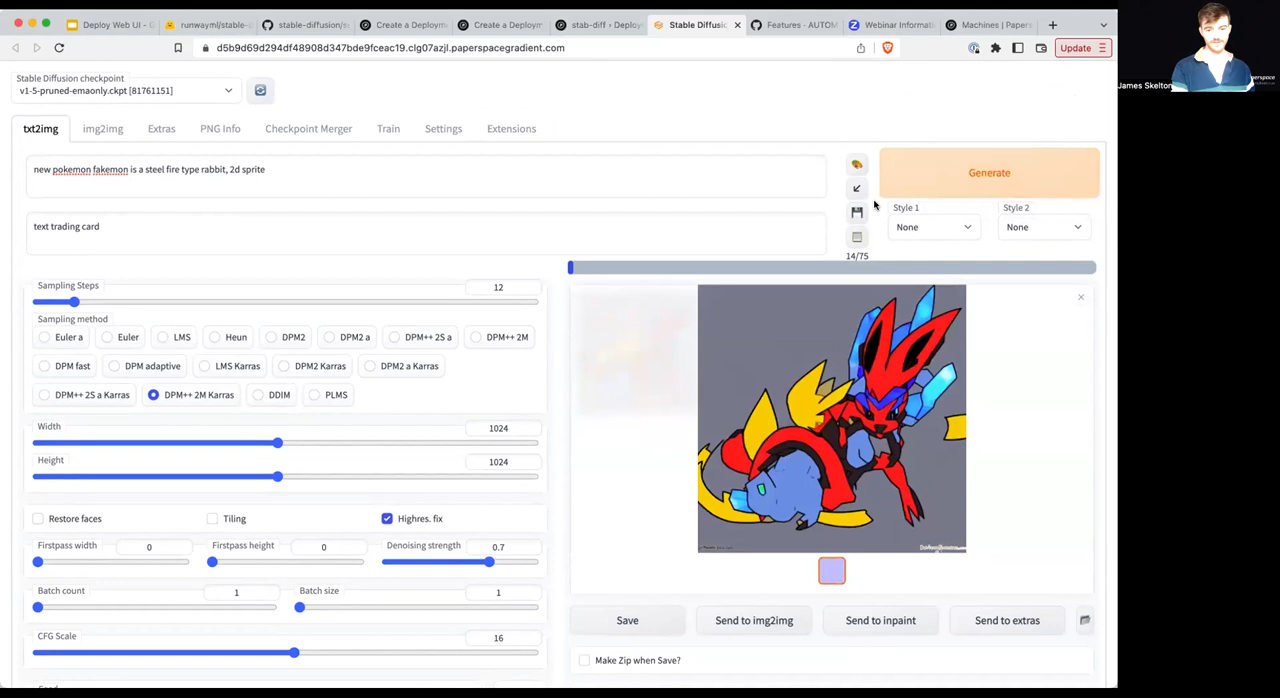 Deploy Web UI - G
runwayml/stable-
stable-diffusion/s
Create a Deploym
Create a Deploym
stab-diff › Deploy
Stable Diffusi
Features - AUTOM
Webinar Informati
Machines | Papers
d5b9d69d294df48908d347bde9fceac19.clg07azjl.paperspacegradient.com
Update
James Skelton
Stable Diffusion checkpoint
v1-5-pruned-emaonly.ckpt [81761151]
txt2img
img2img
Extras
PNG Info
Checkpoint Merger
Train
Settings
Extensions
new pokemon fakemon is a steel fire type rabbit, 2d sprite
Generate
Style 1
Style 2
None
None
text trading card
14/75
Sampling Steps
12
Sampling method
Euler a
Euler
LMS
Heun
DPM2
DPM2 a
DPM++ 2S a
DPM++ 2M
DPM fast
DPM adaptive
LMS Karras
DPM2 Karras
DPM2 a Karras
DPM++ 2S a Karras
DPM++ 2M Karras
DDIM
PLMS
Width
1024
Height
1024
Restore faces
Tiling
Highres. fix
Firstpass width
0
Firstpass height
0
Denoising strength
0.7
Batch count
1
Batch size
1
CFG Scale
16
Save
Send to img2img
Send to inpaint
Send to extras
Make Zip when Save?